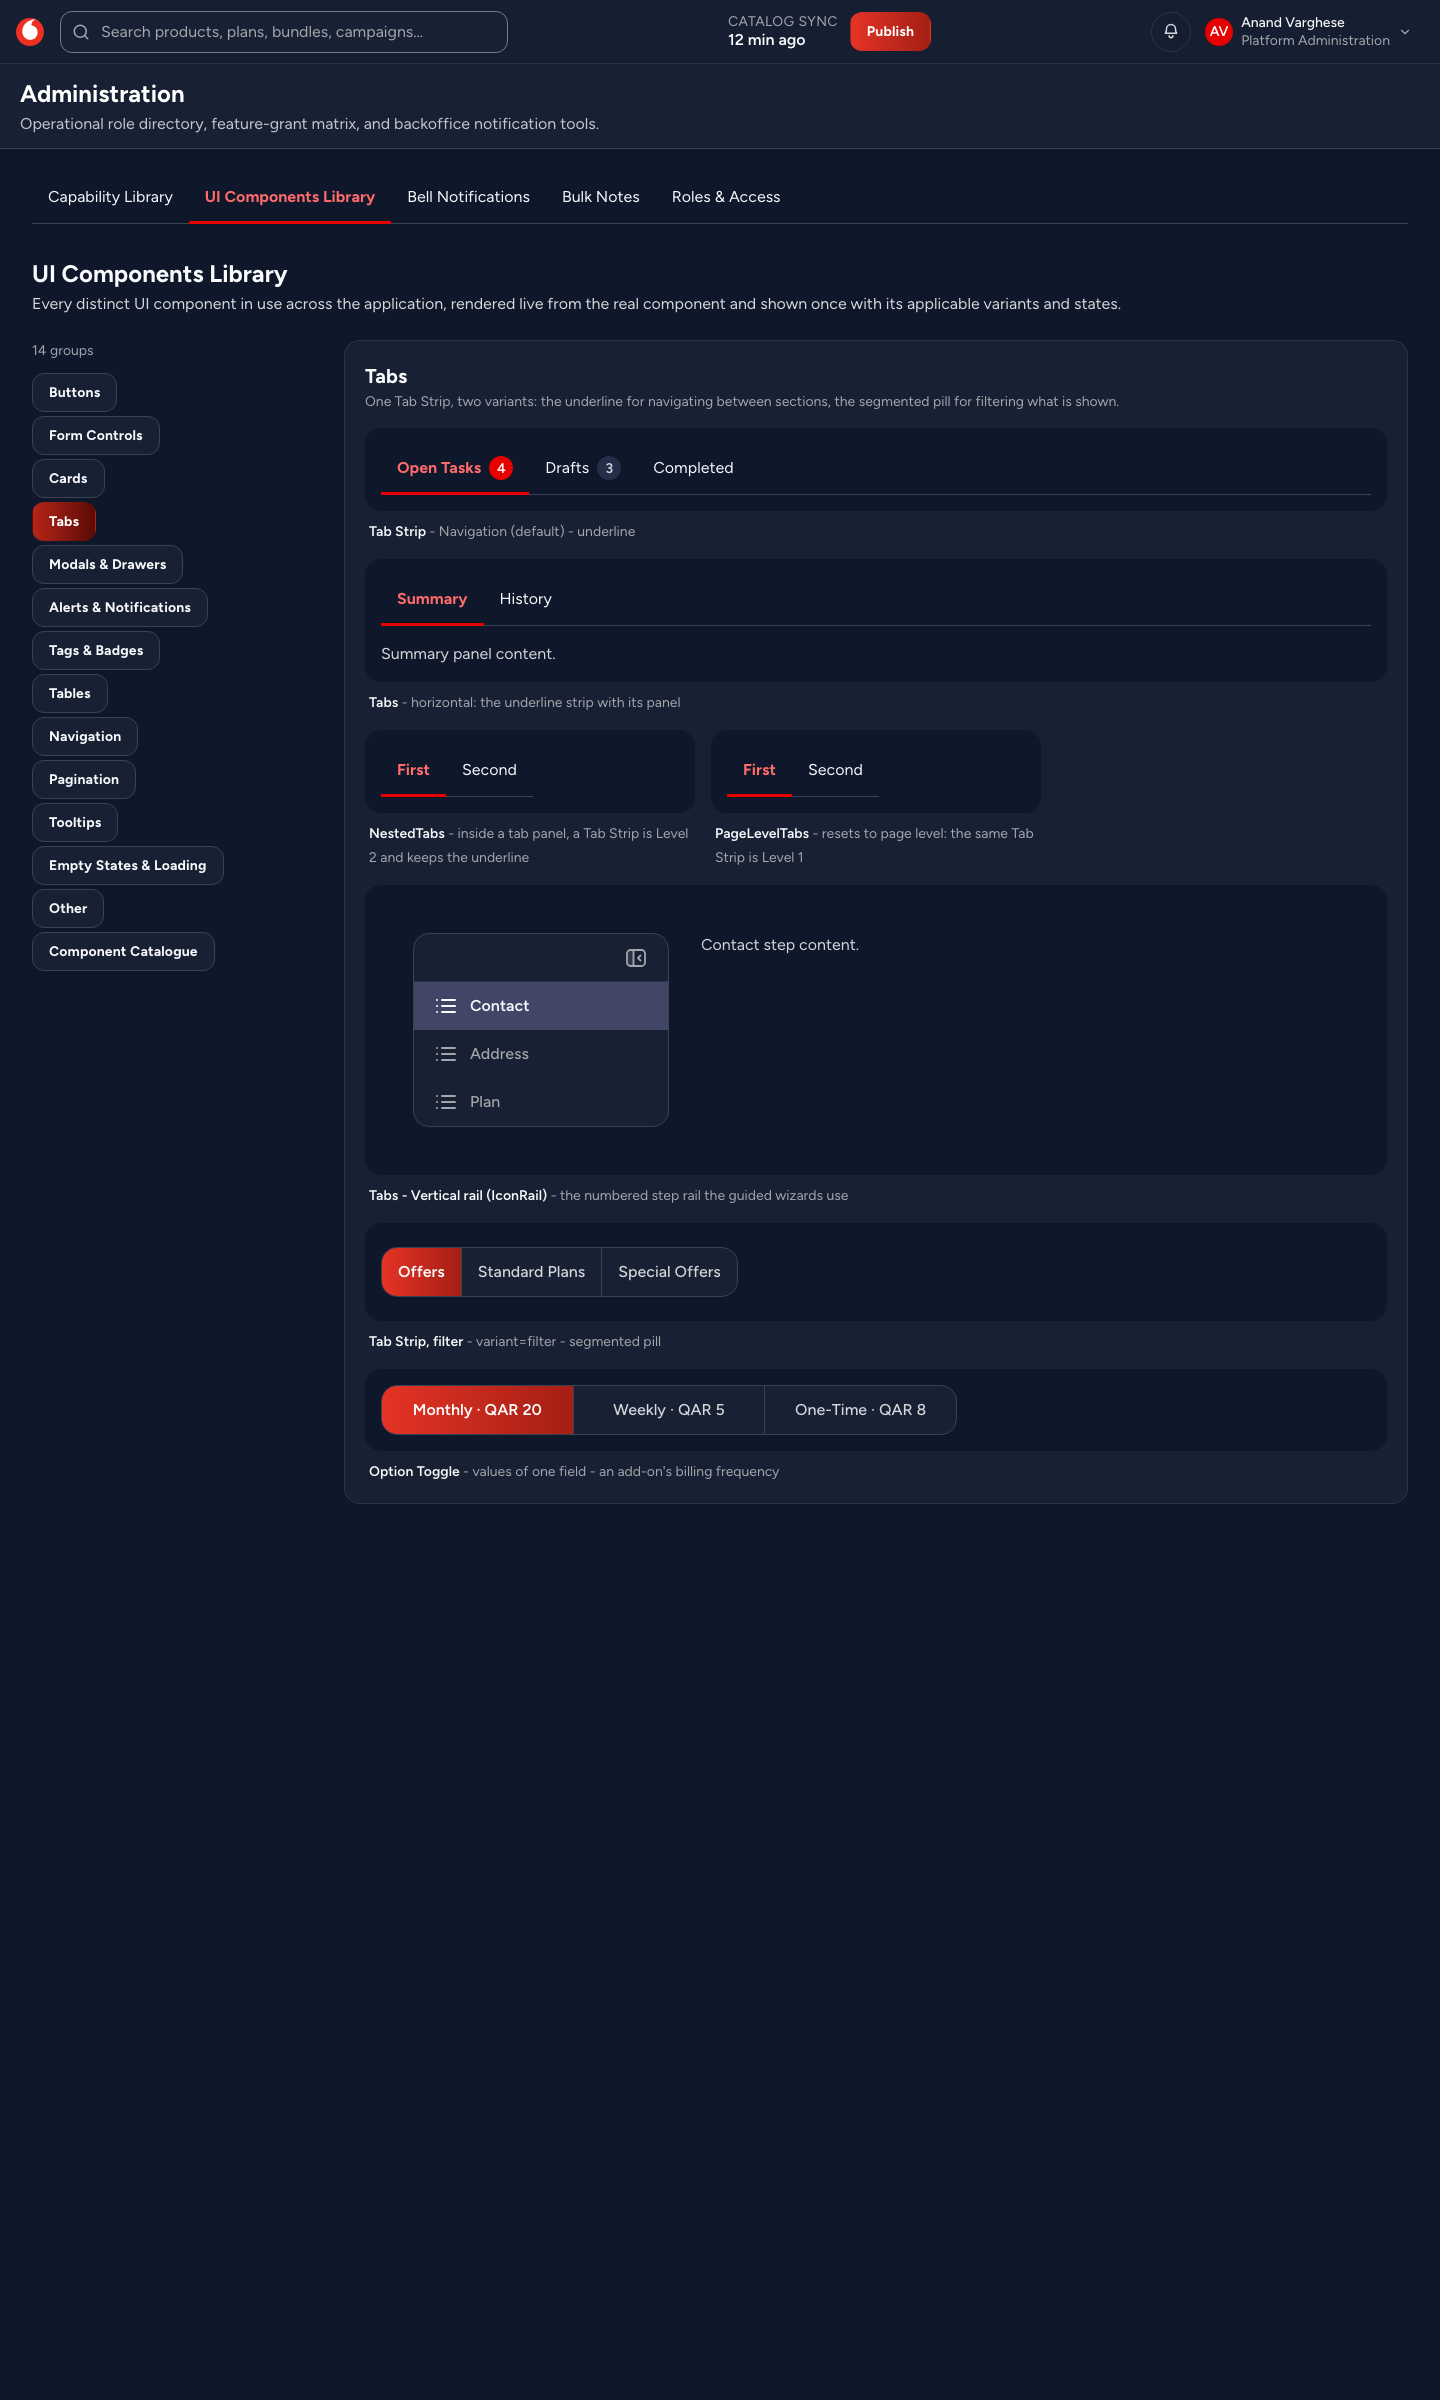 Search products, plans, bundles, campaigns...
CATALOG SYNC
12 min ago
Publish
AV
Anand Varghese
Platform Administration
Administration
Operational role directory, feature-grant matrix, and backoffice notification tools.
Capability Library
UI Components Library
Bell Notifications
Bulk Notes
Roles & Access
UI Components Library
Every distinct UI component in use across the application, rendered live from the real component and shown once with its applicable variants and states.
14 groups
Buttons
Form Controls
Cards
Tabs
Modals & Drawers
Alerts & Notifications
Tags & Badges
Tables
Navigation
Pagination
Tooltips
Empty States & Loading
Other
Component Catalogue
Tabs
One Tab Strip, two variants: the underline for navigating between sections, the segmented pill for filtering what is shown.
Open Tasks 4
Drafts 3
Completed
Tab Strip - Navigation (default) - underline
Summary
History
Summary panel content.
Tabs - horizontal: the underline strip with its panel
First
Second
NestedTabs - inside a tab panel, a Tab Strip is Level
2 and keeps the underline
First
Second
PageLevelTabs - resets to page level: the same Tab
Strip is Level 1
Contact
Address
Plan
Contact step content.
Tabs - Vertical rail (IconRail) - the numbered step rail the guided wizards use
Offers
Standard Plans
Special Offers
Tab Strip, filter - variant=filter - segmented pill
Monthly · QAR 20
Weekly · QAR 5
One-Time · QAR 8
Option Toggle - values of one field - an add-on's billing frequency